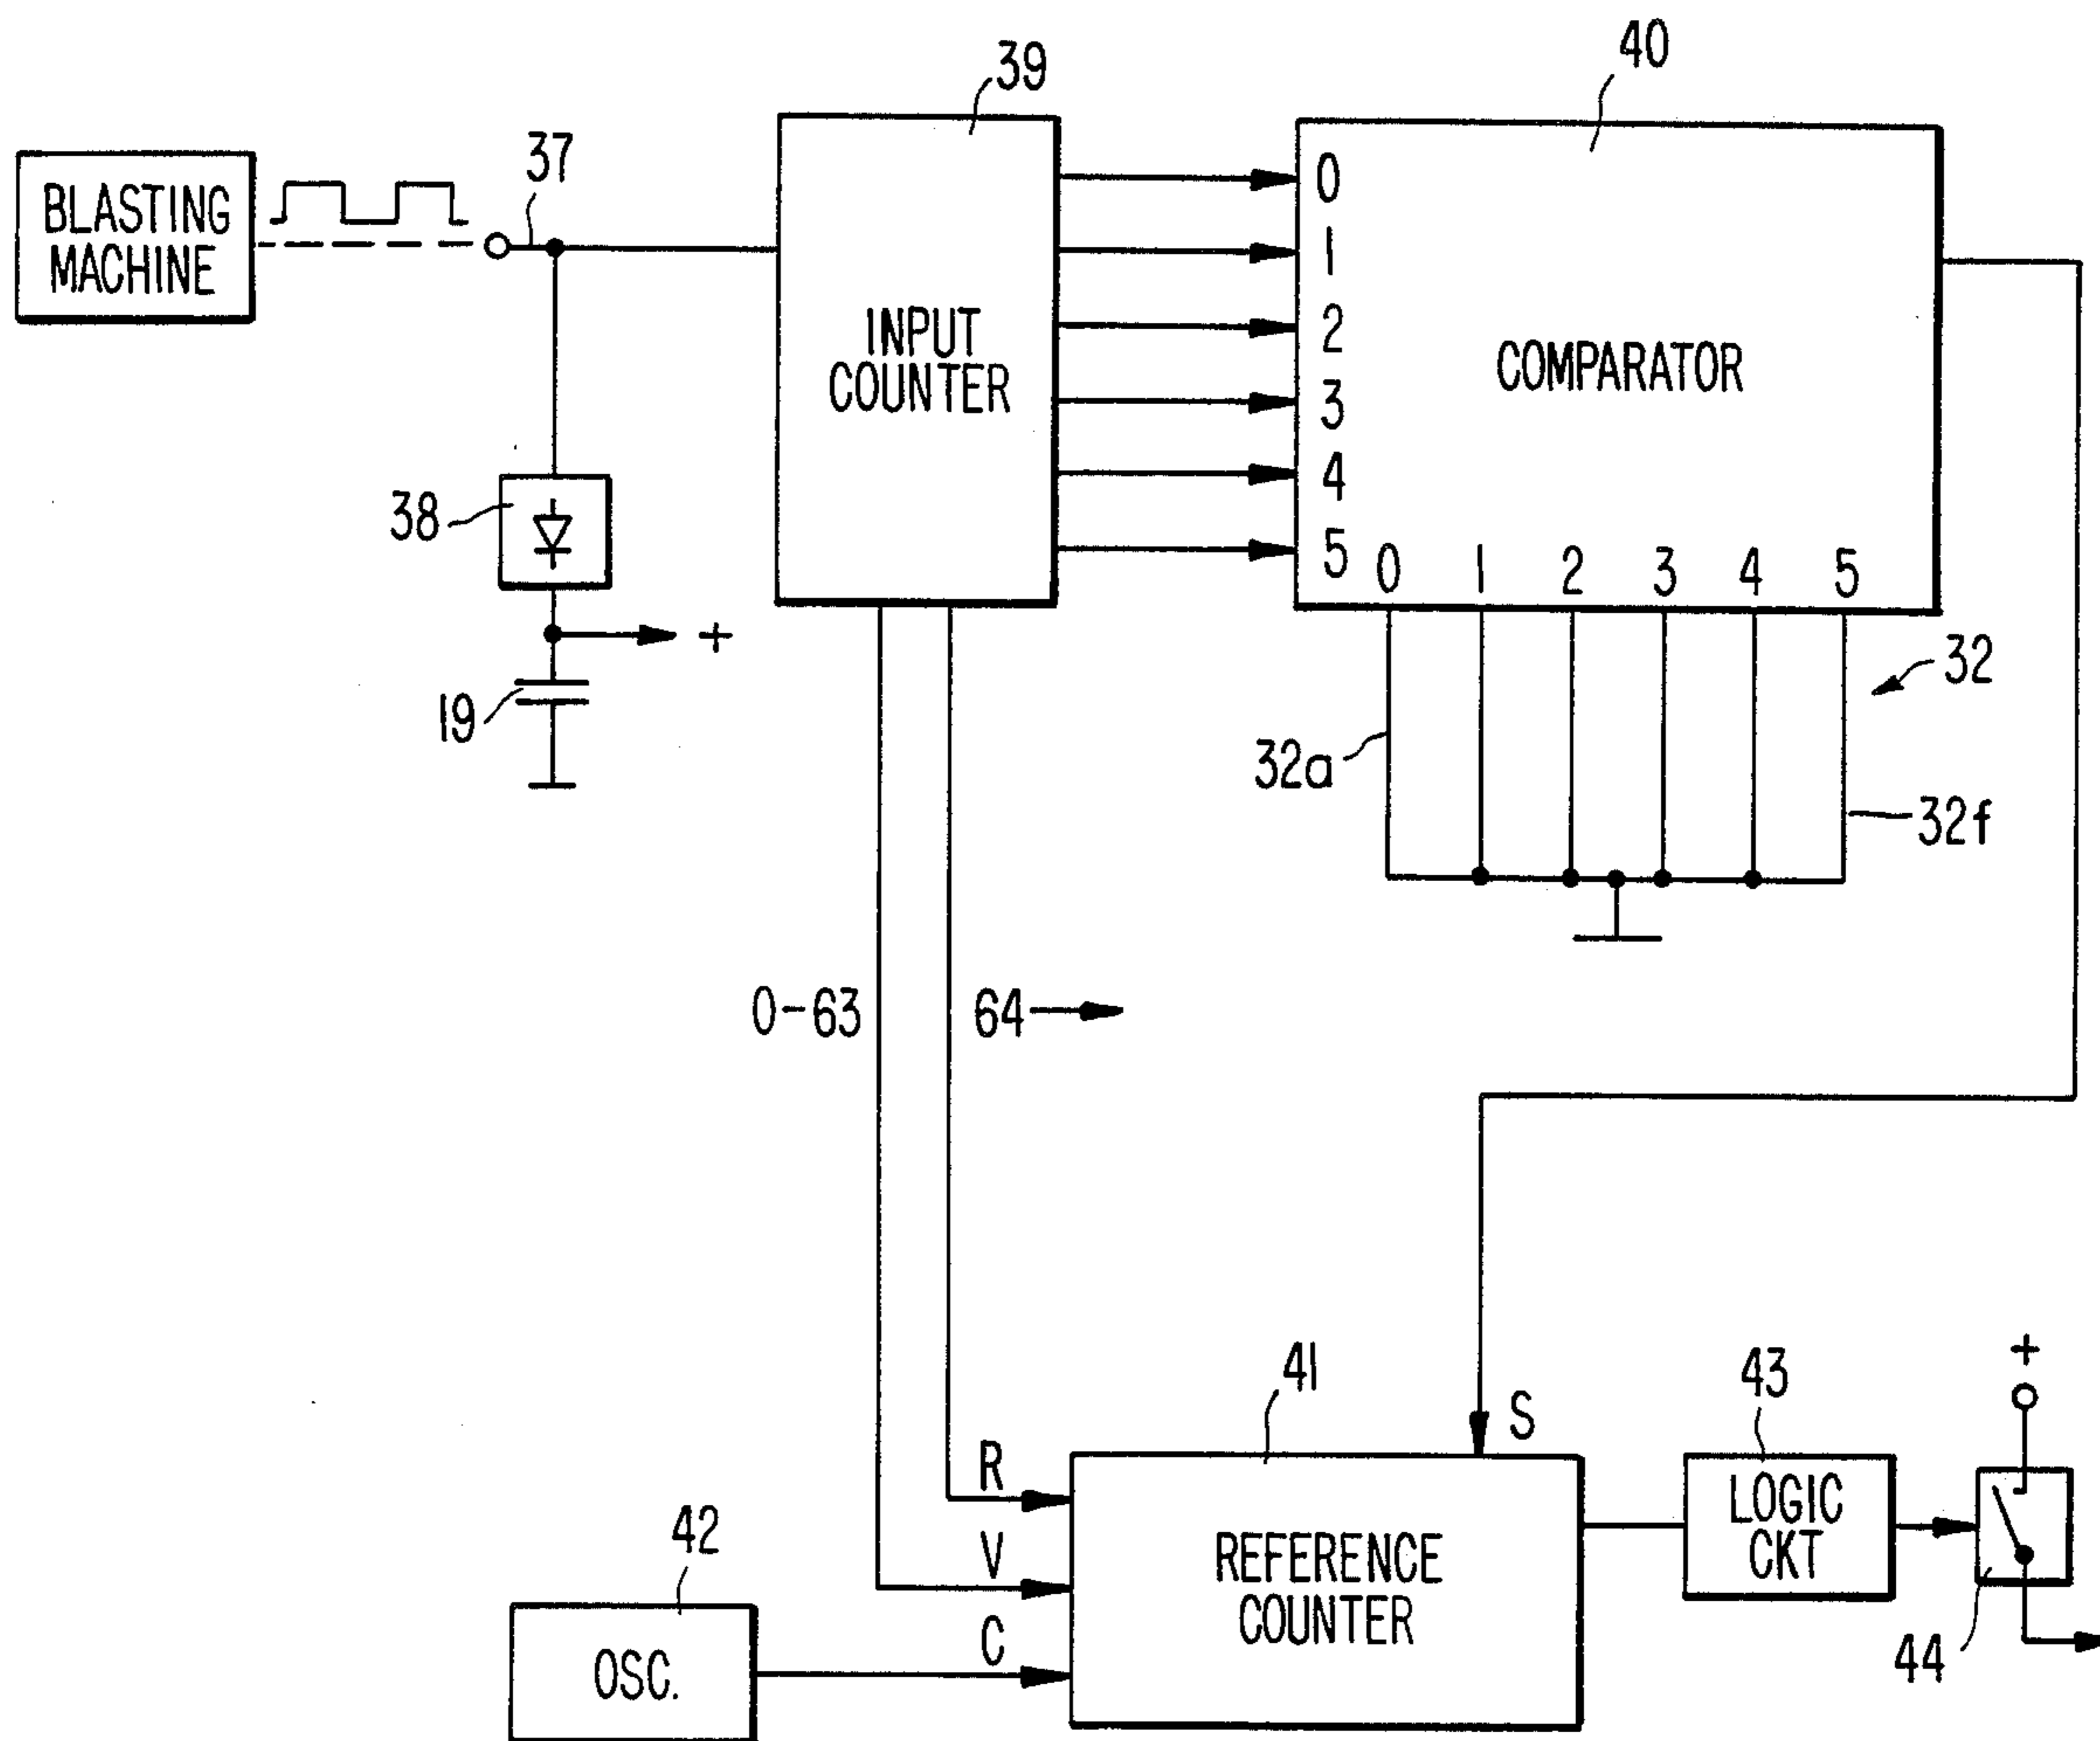 40
39
37
BLASTING
MACHINE
0
1
2
3
4
5
INPUT
COUNTER
COMPARATOR
0 1 2 3 4 5
38
+
19
32
32a
32f
0-63
64
41
S
43
+
R
V
C
42
OSC.
REFERENCE
COUNTER
LOGIC
CKT
44